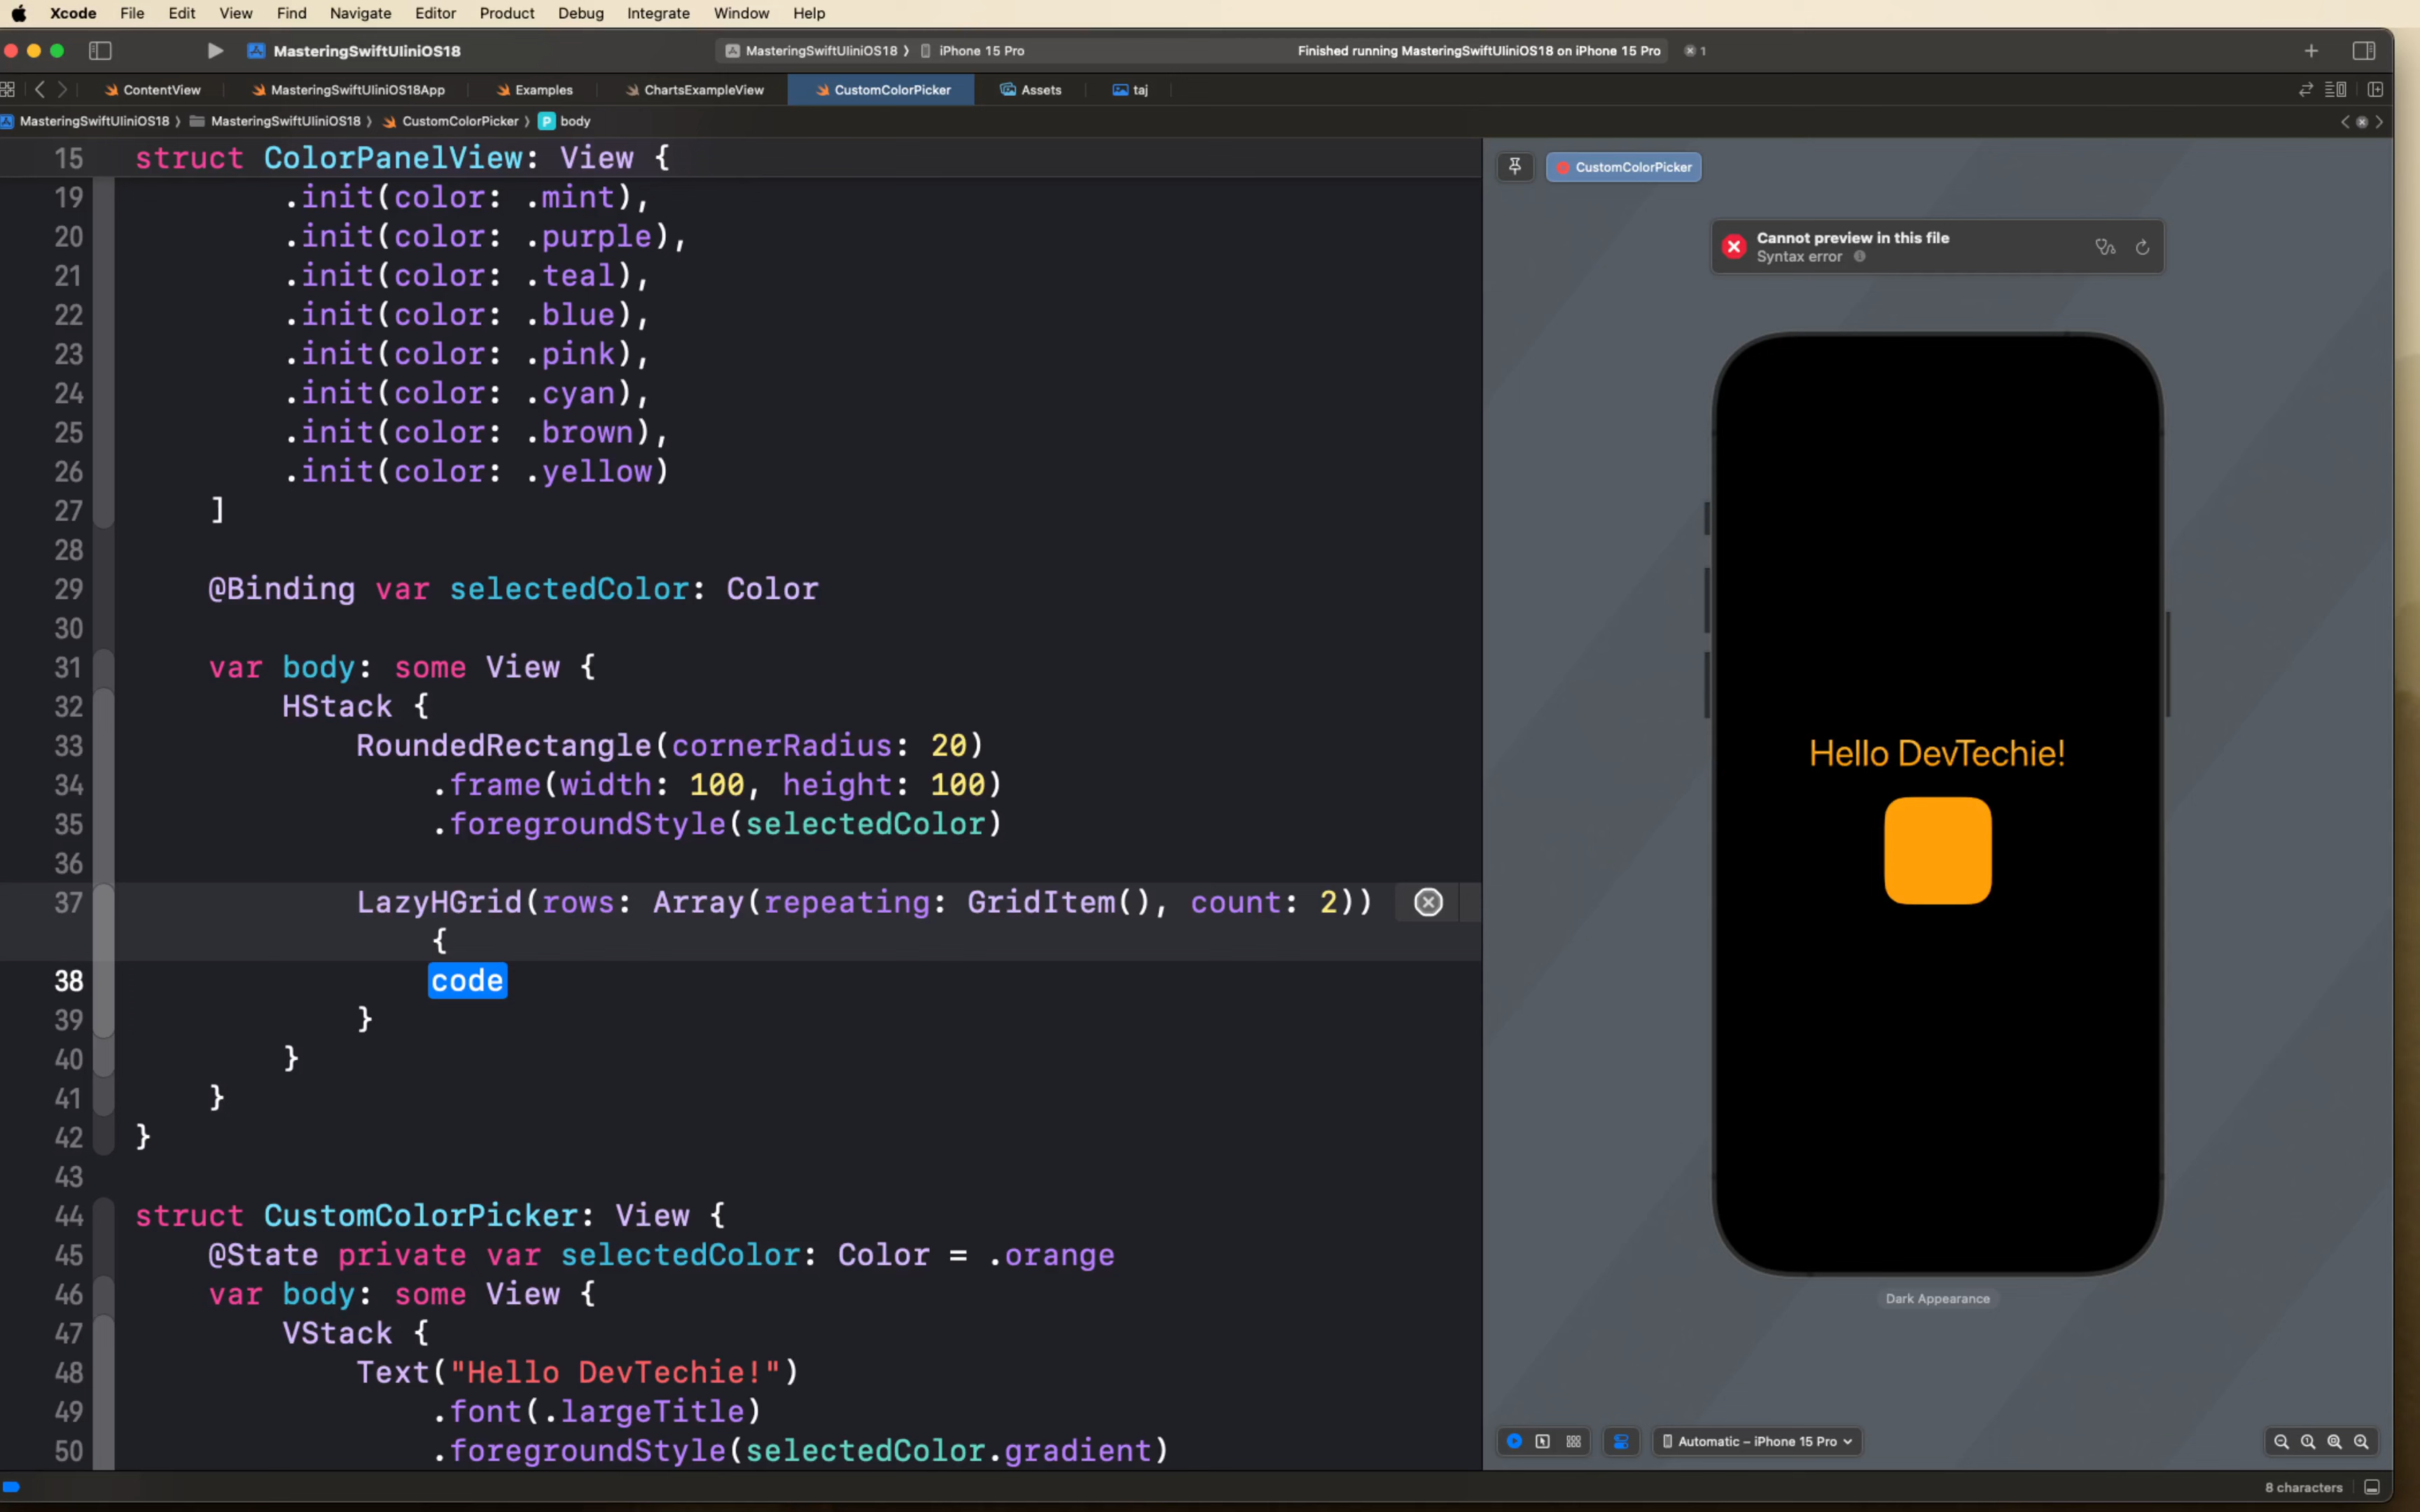 Xcode File Edit View Find Navigate Editor Product Debug Integrate Window Help
MasteringSwiftUIiniOS18
MasteringSwiftUIiniOS18 ⟩ iPhone 15 Pro
Finished running MasteringSwiftUIiniOS18 on iPhone 15 Pro
1
ContentView MasteringSwiftUIiniOS18App Examples ChartsExampleView CustomColorPicker Assets taj
MasteringSwiftUIiniOS18 ⟩ MasteringSwiftUIiniOS18 ⟩ CustomColorPicker ⟩ P body
15 struct ColorPanelView: View {
19 .init(color: .mint),
20 .init(color: .purple),
21 .init(color: .teal),
22 .init(color: .blue),
23 .init(color: .pink),
24 .init(color: .cyan),
25 .init(color: .brown),
26 .init(color: .yellow)
27 ]
28
29 @Binding var selectedColor: Color
30
31 var body: some View {
32 HStack {
33 RoundedRectangle(cornerRadius: 20)
34 .frame(width: 100, height: 100)
35 .foregroundStyle(selectedColor)
36
37 LazyHGrid(rows: Array(repeating: GridItem(), count: 2))
{
38 code
39 }
40 }
41 }
42 }
43
44 struct CustomColorPicker: View {
45 @State private var selectedColor: Color = .orange
46 var body: some View {
47 VStack {
48 Text("Hello DevTechie!")
49 .font(.largeTitle)
50 .foregroundStyle(selectedColor.gradient)
CustomColorPicker
Cannot preview in this file
Syntax error
Hello DevTechie!
Dark Appearance
Automatic – iPhone 15 Pro
8 characters